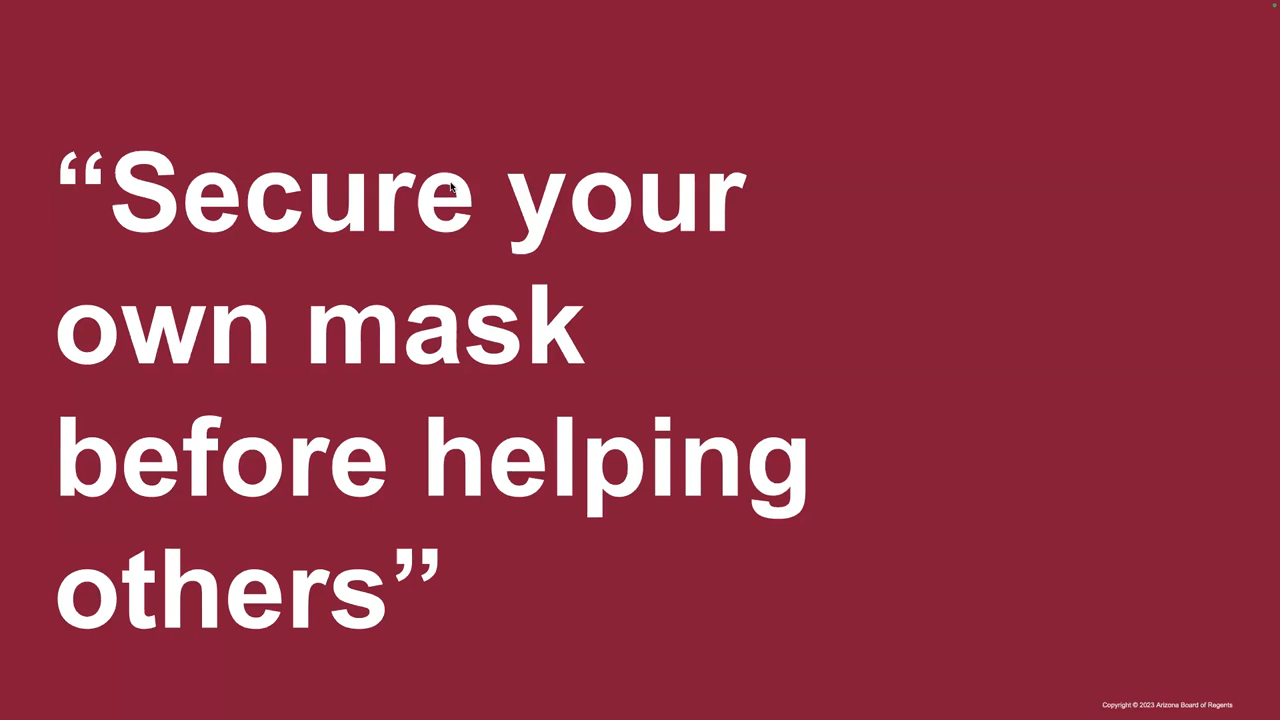 “Secure your
own mask
before helping
others”
Copyright © 2023 Arizona Board of Regents